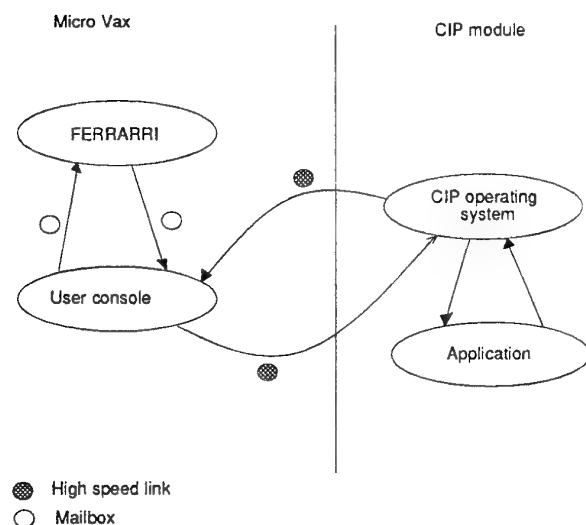 Micro Vax
CIP module
FERRARRI
CIP operating
system
User console
Application
High speed link
Mailbox